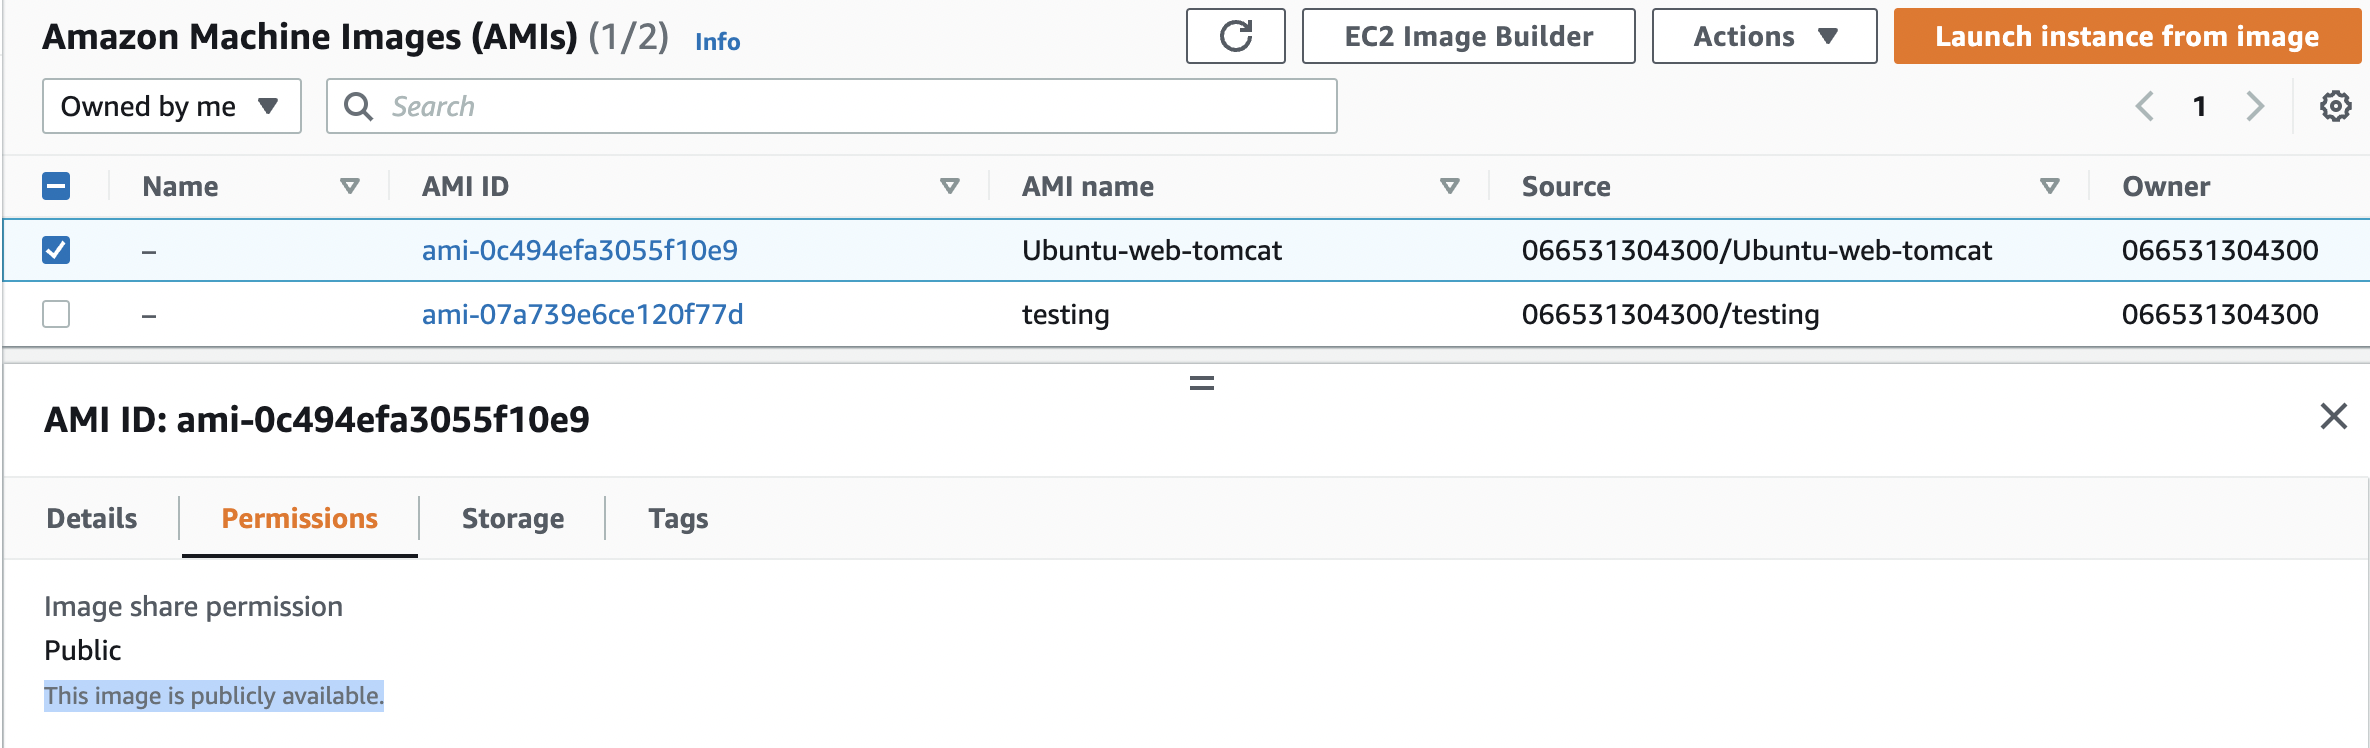 Amazon Machine Images (AMIs) (1/2) Info
EC2 Image Builder
Actions
Launch instance from image
Owned by me
Search
1
Name AMI ID AMI name Source Owner
– ami-0c494efa3055f10e9 Ubuntu-web-tomcat 066531304300/Ubuntu-web-tomcat 066531304300
– ami-07a739e6ce120f77d testing 066531304300/testing 066531304300
AMI ID: ami-0c494efa3055f10e9
Details Permissions Storage Tags
Image share permission
Public
This image is publicly available.